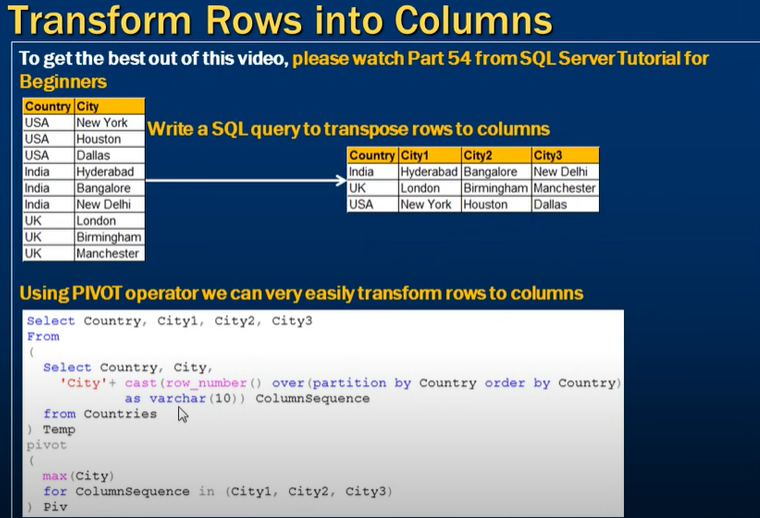 Transform Rows into Columns
To get the best out of this video, please watch Part 54 from SQL Server Tutorial for
Beginners
Country City
USA New York
USA Houston
USA Dallas
India Hyderabad
India Bangalore
India New Delhi
UK London
UK Birmingham
UK Manchester
Write a SQL query to transpose rows to columns
Country City1 City2 City3
India Hyderabad Bangalore New Delhi
UK London Birmingham Manchester
USA New York Houston Dallas
Using PIVOT operator we can very easily transform rows to columns
Select Country, City1, City2, City3
From
(
Select Country, City,
'City'+ cast(row_number() over(partition by Country order by Country)
as varchar(10)) ColumnSequence
from Countries
) Temp
pivot
(
max(City)
for ColumnSequence in (City1, City2, City3)
) Piv